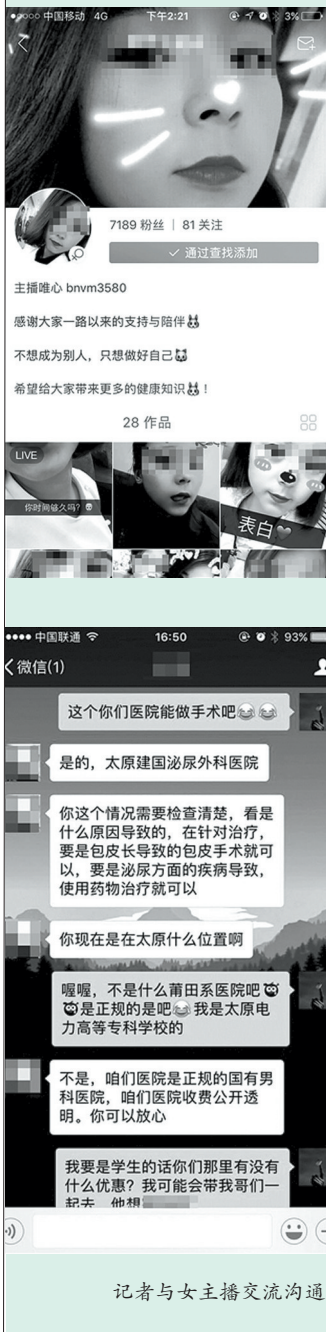 中国移动 4G 下午2:21 3%
7189 粉丝 | 81 关注
✓ 通过查找添加
主播唯心 bnvm3580
感谢大家一路以来的支持与陪伴
不想成为别人，只想做好自己
希望给大家带来更多的健康知识！
28 作品
LIVE
你时间够久吗？
表白
中国联通 16:50 93%
微信(1)
这个你们医院能做手术吧😂😂
是的，太原建国泌尿外科医院
你这个情况需要检查清楚，看是
什么原因导致的，在针对治疗，
要是包皮长导致的包皮手术就可
以，要是泌尿方面的疾病导致，
使用药物治疗就可以
你现在是在太原什么位置啊
喔喔，不是什么莆田系医院吧
是正规的是吧😂我是太原电
力高等专科学校的
不是，咱们医院是正规的国有男
科医院，咱们医院收费公开透
明。你可以放心
我要是学生的话你们那里有没有
什么优惠？我可能会带我哥们一
起去，他想
记者与女主播交流沟通